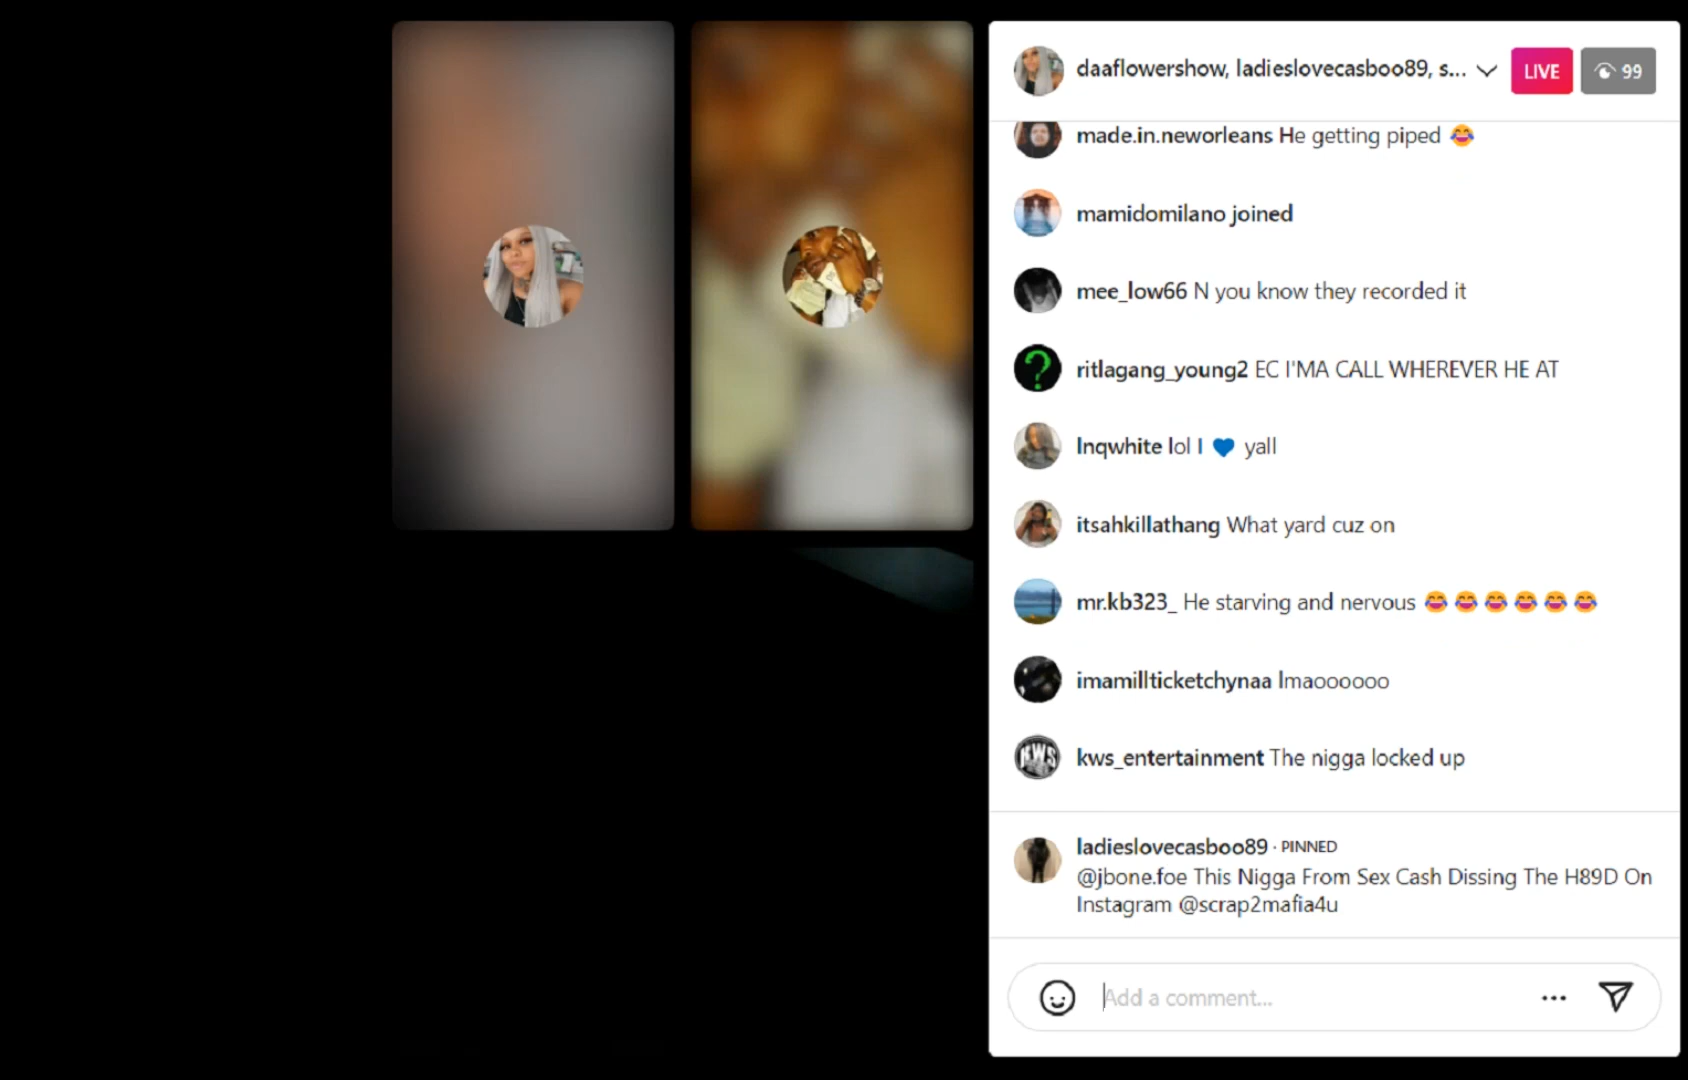 daaflowershow, ladieslovecasboo89, s...
LIVE
99
made.in.neworleans He getting piped 😂
mamidomilano joined
mee_low66 N you know they recorded it
ritlagang_young2 EC I'MA CALL WHEREVER HE AT
lnqwhite lol I 💙 yall
itsahkillathang What yard cuz on
mr.kb323_ He starving and nervous 😂😂😂😂😂😂
imamillticketchynaa lmaoooooo
KWS
kws_entertainment The nigga locked up
ladieslovecasboo89 · PINNED
@jbone.foe This Nigga From Sex Cash Dissing The H89D On
Instagram @scrap2mafia4u
Add a comment...